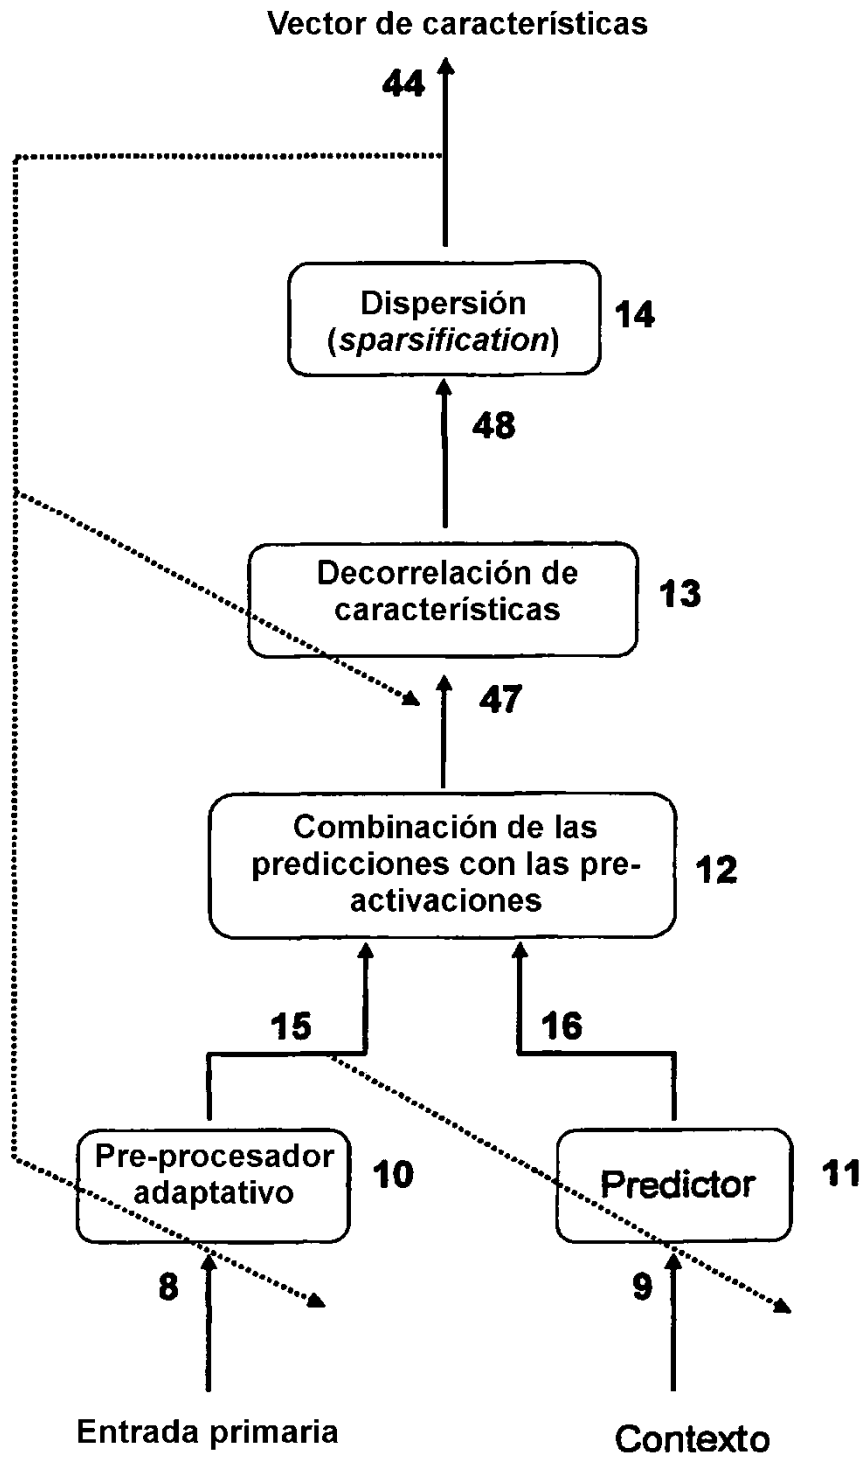 Vector de características
44
Dispersión
(sparsification)
14
48
Decorrelación de
características
13
47
Combinación de las
predicciones con las pre-
activaciones
12
15
16
Pre-procesador
adaptativo
10
Predictor
11
8
9
Entrada primaria
Contexto